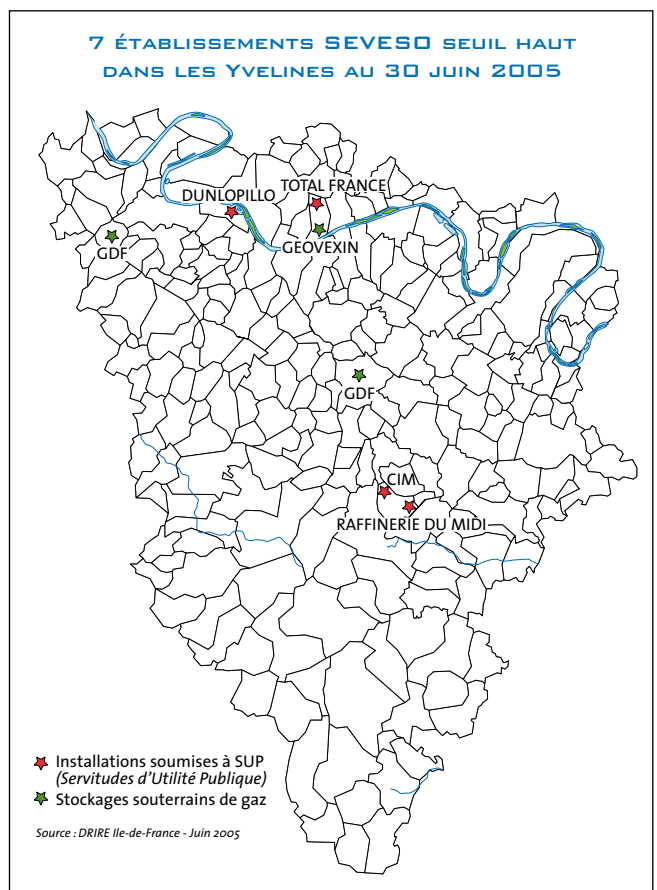 7 ÉTABLISSEMENTS SEVESO SEUIL HAUT
DANS LES YVELINES AU 30 JUIN 2005
DUNLOPILLO
TOTAL FRANCE
GDF
GEOVEXIN
GDF
CIM
RAFFINERIE DU MIDI
Installations soumises à SUP
(Servitudes d'Utilité Publique)
Stockages souterrains de gaz
Source : DRIRE Ile-de-France - Juin 2005